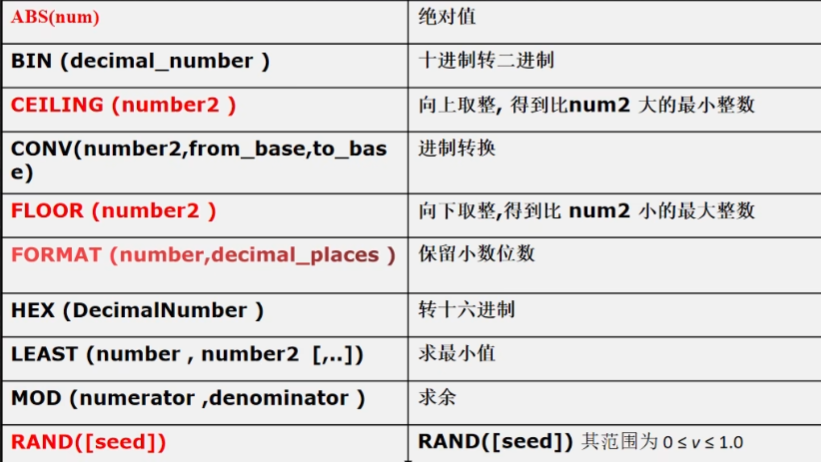 ABS(num) 绝对值
BIN (decimal_number ) 十进制转二进制
CEILING (number2 ) 向上取整, 得到比num2 大的最小整数
CONV(number2,from_base,to_bas 进制转换
e)
FLOOR (number2 ) 向下取整,得到比 num2 小的最大整数
FORMAT (number,decimal_places ) 保留小数位数
HEX (DecimalNumber ) 转十六进制
LEAST (number , number2 [,..]) 求最小值
MOD (numerator ,denominator ) 求余
RAND([seed]) RAND([seed]) 其范围为 0 ≤ v ≤ 1.0